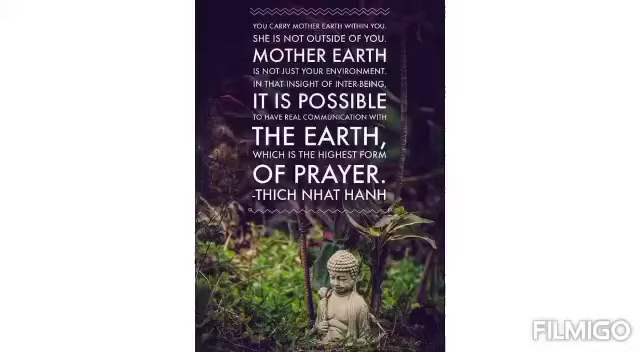 YOU CARRY MOTHER EARTH WITHIN YOU.
SHE IS NOT OUTSIDE OF YOU.
MOTHER EARTH
IS NOT JUST YOUR ENVIRONMENT.
IN THAT INSIGHT OF INTER-BEING,
IT IS POSSIBLE
TO HAVE REAL COMMUNICATION WITH
THE EARTH,
WHICH IS THE HIGHEST FORM
OF PRAYER.
-THICH NHAT HANH
FILMIGO